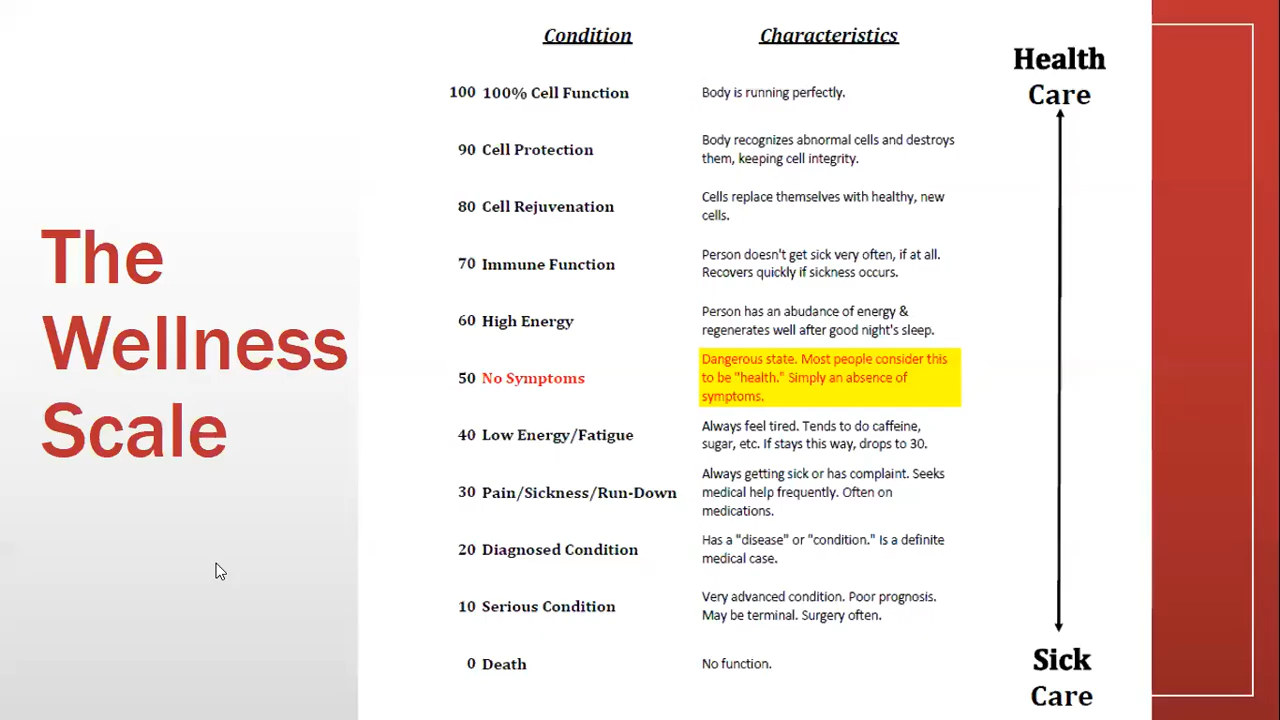 The
Wellness
Scale
Condition Characteristics
100 100% Cell Function Body is running perfectly.
90 Cell Protection Body recognizes abnormal cells and destroys
them, keeping cell integrity.
80 Cell Rejuvenation Cells replace themselves with healthy, new
cells.
70 Immune Function Person doesn't get sick very often, if at all.
Recovers quickly if sickness occurs.
60 High Energy Person has an abudance of energy &
regenerates well after good night's sleep.
50 No Symptoms Dangerous state. Most people consider this
to be "health." Simply an absence of
symptoms.
40 Low Energy/Fatigue Always feel tired. Tends to do caffeine,
sugar, etc. If stays this way, drops to 30.
30 Pain/Sickness/Run-Down Always getting sick or has complaint. Seeks
medical help frequently. Often on
medications.
20 Diagnosed Condition Has a "disease" or "condition." Is a definite
medical case.
10 Serious Condition Very advanced condition. Poor prognosis.
May be terminal. Surgery often.
0 Death No function.
Health
Care
Sick
Care